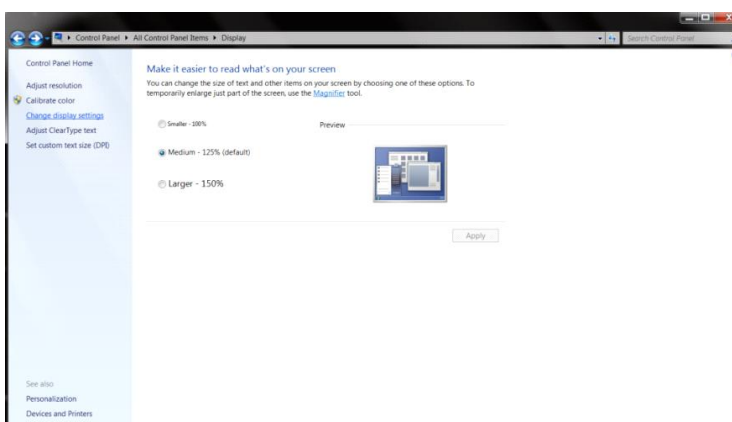 Control Panel ▸ All Control Panel Items ▸ Display
Search Control Panel
Control Panel Home
Adjust resolution
Calibrate color
Change display settings
Adjust ClearType text
Set custom text size (DPI)
See also
Personalization
Devices and Printers
Make it easier to read what's on your screen
You can change the size of text and other items on your screen by choosing one of these options. To
temporarily enlarge just part of the screen, use the Magnifier tool.
Smaller - 100%
Preview
Medium - 125% (default)
Larger - 150%
Apply